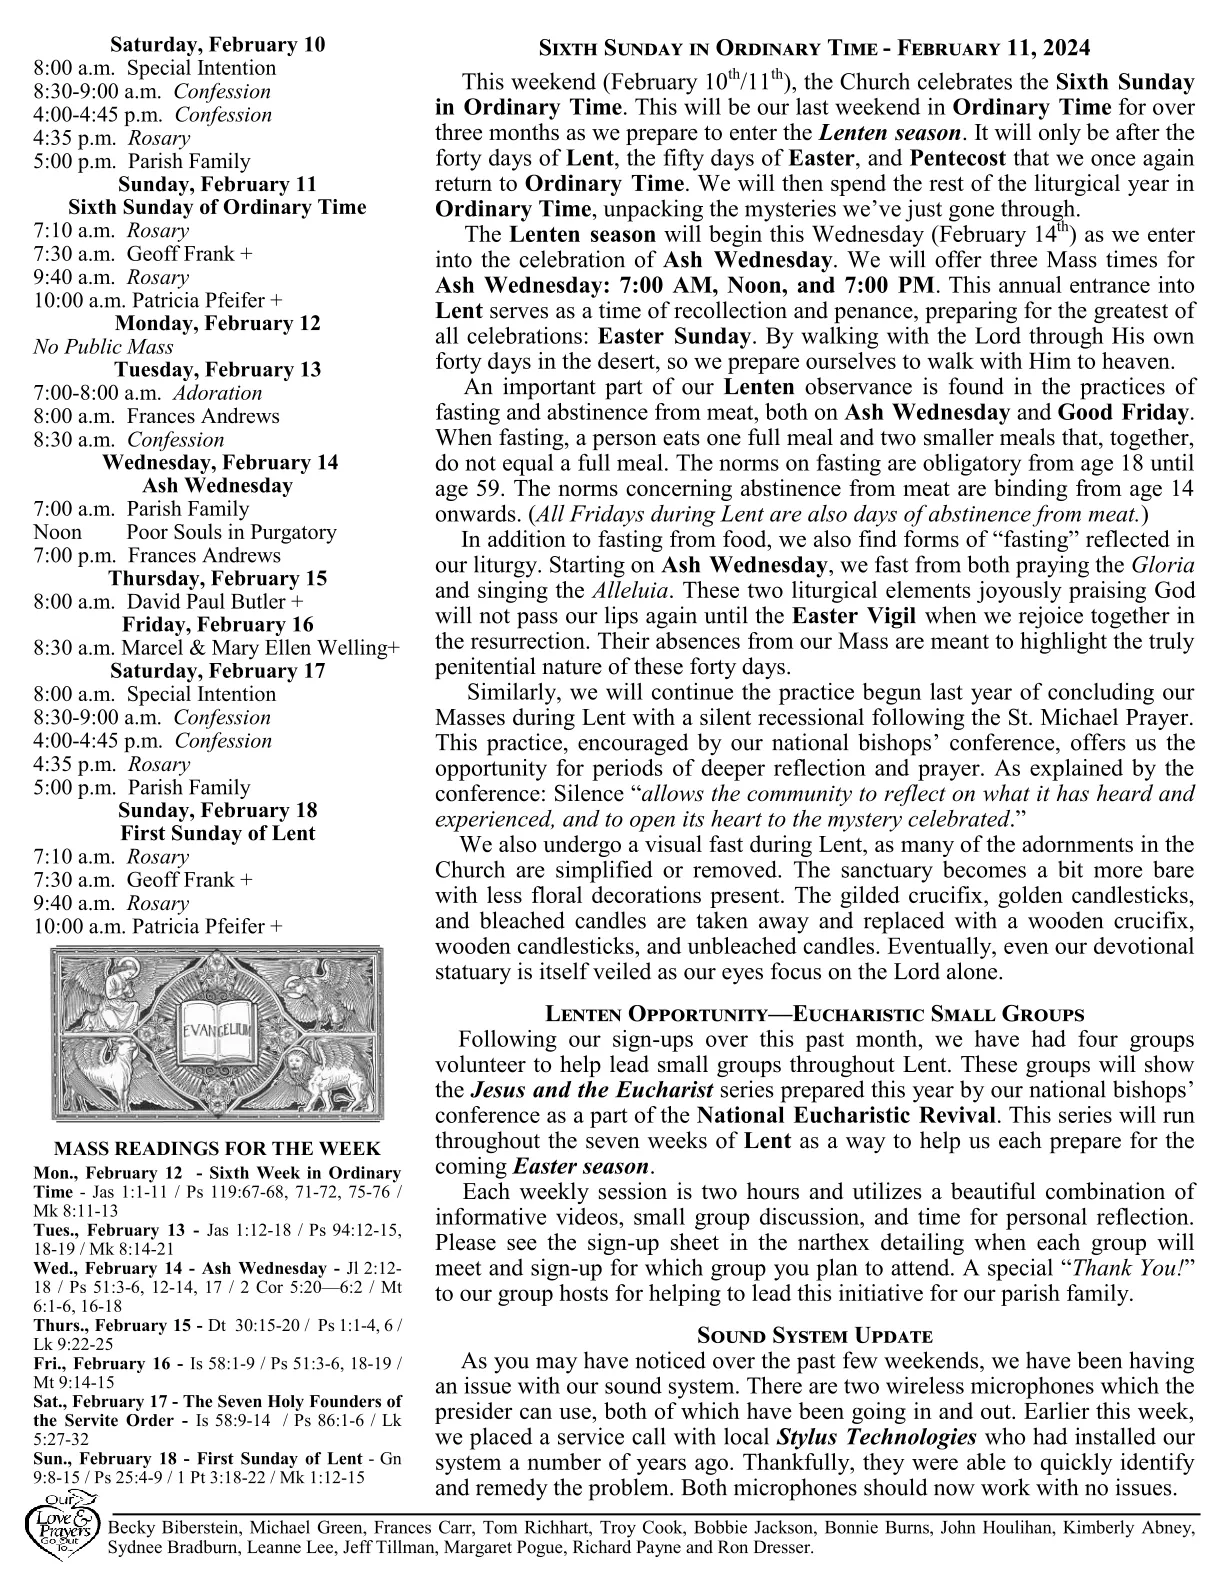 Saturday, February 10
8:00 a.m.  Special Intention
8:30-9:00 a.m.  Confession
4:00-4:45 p.m.  Confession
4:35 p.m.  Rosary
5:00 p.m.  Parish Family
Sunday, February 11
Sixth Sunday of Ordinary Time
7:10 a.m.  Rosary
7:30 a.m.  Geoff Frank +
9:40 a.m.  Rosary
10:00 a.m. Patricia Pfeifer +
Monday, February 12
No Public Mass
Tuesday, February 13
7:00-8:00 a.m.  Adoration
8:00 a.m.  Frances Andrews
8:30 a.m.  Confession
Wednesday, February 14
Ash Wednesday
7:00 a.m.  Parish Family
Noon  Poor Souls in Purgatory
7:00 p.m.  Frances Andrews
Thursday, February 15
8:00 a.m.  David Paul Butler +
Friday, February 16
8:30 a.m. Marcel & Mary Ellen Welling+
Saturday, February 17
8:00 a.m.  Special Intention
8:30-9:00 a.m.  Confession
4:00-4:45 p.m.  Confession
4:35 p.m.  Rosary
5:00 p.m.  Parish Family
Sunday, February 18
First Sunday of Lent
7:10 a.m.  Rosary
7:30 a.m.  Geoff Frank +
9:40 a.m.  Rosary
10:00 a.m. Patricia Pfeifer +
EVANGELIUM
MASS READINGS FOR THE WEEK
Mon., February 12  - Sixth Week in Ordinary
Time - Jas 1:1-11 / Ps 119:67-68, 71-72, 75-76 /
Mk 8:11-13
Tues., February 13 - Jas 1:12-18 / Ps 94:12-15,
18-19 / Mk 8:14-21
Wed., February 14 - Ash Wednesday - Jl 2:12-
18 / Ps 51:3-6, 12-14, 17 / 2 Cor 5:20—6:2 / Mt
6:1-6, 16-18
Thurs., February 15 - Dt  30:15-20 /  Ps 1:1-4, 6 /
Lk 9:22-25
Fri., February 16 - Is 58:1-9 / Ps 51:3-6, 18-19 /
Mt 9:14-15
Sat., February 17 - The Seven Holy Founders of
the Servite Order - Is 58:9-14  / Ps 86:1-6 / Lk
5:27-32
Sun., February 18 - First Sunday of Lent - Gn
9:8-15 / Ps 25:4-9 / 1 Pt 3:18-22 / Mk 1:12-15
SIXTH SUNDAY IN ORDINARY TIME - FEBRUARY 11, 2024
This weekend (February 10th/11th), the Church celebrates the Sixth Sunday
in Ordinary Time. This will be our last weekend in Ordinary Time for over
three months as we prepare to enter the Lenten season. It will only be after the
forty days of Lent, the fifty days of Easter, and Pentecost that we once again
return to Ordinary Time. We will then spend the rest of the liturgical year in
Ordinary Time, unpacking the mysteries we’ve just gone through.
The Lenten season will begin this Wednesday (February 14th) as we enter
into the celebration of Ash Wednesday. We will offer three Mass times for
Ash Wednesday: 7:00 AM, Noon, and 7:00 PM. This annual entrance into
Lent serves as a time of recollection and penance, preparing for the greatest of
all celebrations: Easter Sunday. By walking with the Lord through His own
forty days in the desert, so we prepare ourselves to walk with Him to heaven.
An important part of our Lenten observance is found in the practices of
fasting and abstinence from meat, both on Ash Wednesday and Good Friday.
When fasting, a person eats one full meal and two smaller meals that, together,
do not equal a full meal. The norms on fasting are obligatory from age 18 until
age 59. The norms concerning abstinence from meat are binding from age 14
onwards. (All Fridays during Lent are also days of abstinence from meat.)
In addition to fasting from food, we also find forms of “fasting” reflected in
our liturgy. Starting on Ash Wednesday, we fast from both praying the Gloria
and singing the Alleluia. These two liturgical elements joyously praising God
will not pass our lips again until the Easter Vigil when we rejoice together in
the resurrection. Their absences from our Mass are meant to highlight the truly
penitential nature of these forty days.
Similarly, we will continue the practice begun last year of concluding our
Masses during Lent with a silent recessional following the St. Michael Prayer.
This practice, encouraged by our national bishops’ conference, offers us the
opportunity for periods of deeper reflection and prayer. As explained by the
conference: Silence “allows the community to reflect on what it has heard and
experienced, and to open its heart to the mystery celebrated.”
We also undergo a visual fast during Lent, as many of the adornments in the
Church are simplified or removed. The sanctuary becomes a bit more bare
with less floral decorations present. The gilded crucifix, golden candlesticks,
and bleached candles are taken away and replaced with a wooden crucifix,
wooden candlesticks, and unbleached candles. Eventually, even our devotional
statuary is itself veiled as our eyes focus on the Lord alone.
LENTEN OPPORTUNITY—EUCHARISTIC SMALL GROUPS
Following our sign-ups over this past month, we have had four groups
volunteer to help lead small groups throughout Lent. These groups will show
the Jesus and the Eucharist series prepared this year by our national bishops’
conference as a part of the National Eucharistic Revival. This series will run
throughout the seven weeks of Lent as a way to help us each prepare for the
coming Easter season.
Each weekly session is two hours and utilizes a beautiful combination of
informative videos, small group discussion, and time for personal reflection.
Please see the sign-up sheet in the narthex detailing when each group will
meet and sign-up for which group you plan to attend. A special “Thank You!”
to our group hosts for helping to lead this initiative for our parish family.
SOUND SYSTEM UPDATE
As you may have noticed over the past few weekends, we have been having
an issue with our sound system. There are two wireless microphones which the
presider can use, both of which have been going in and out. Earlier this week,
we placed a service call with local Stylus Technologies who had installed our
system a number of years ago. Thankfully, they were able to quickly identify
and remedy the problem. Both microphones should now work with no issues.
Our
Love &
Prayers
Go Out
To...
Becky Biberstein, Michael Green, Frances Carr, Tom Richhart, Troy Cook, Bobbie Jackson, Bonnie Burns, John Houlihan, Kimberly Abney,
Sydnee Bradburn, Leanne Lee, Jeff Tillman, Margaret Pogue, Richard Payne and Ron Dresser.